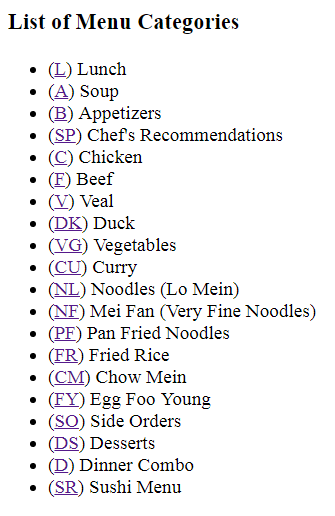 List of Menu Categories
(L) Lunch
(A) Soup
(B) Appetizers
(SP) Chef's Recommendations
(C) Chicken
(F) Beef
(V) Veal
(DK) Duck
(VG) Vegetables
(CU) Curry
(NL) Noodles (Lo Mein)
(NF) Mei Fan (Very Fine Noodles)
(PF) Pan Fried Noodles
(FR) Fried Rice
(CM) Chow Mein
(FY) Egg Foo Young
(SO) Side Orders
(DS) Desserts
(D) Dinner Combo
(SR) Sushi Menu